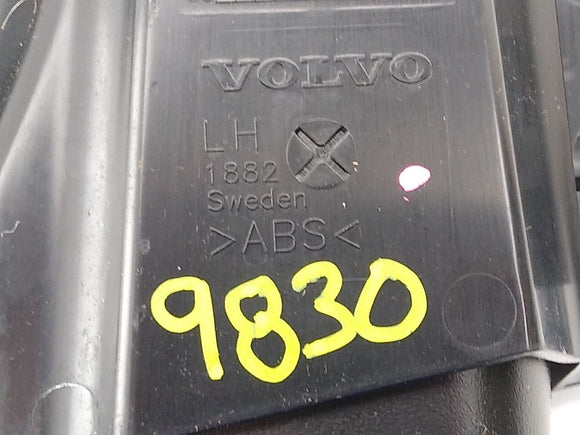 VOLVO
LH
1882
Sweden
>ABS<
9830